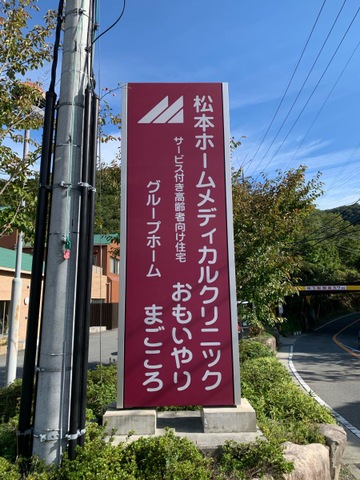 松本ホームメディカルクリニック
サービス付き高齢者向け住宅
おもいやり
グループホーム
まごころ